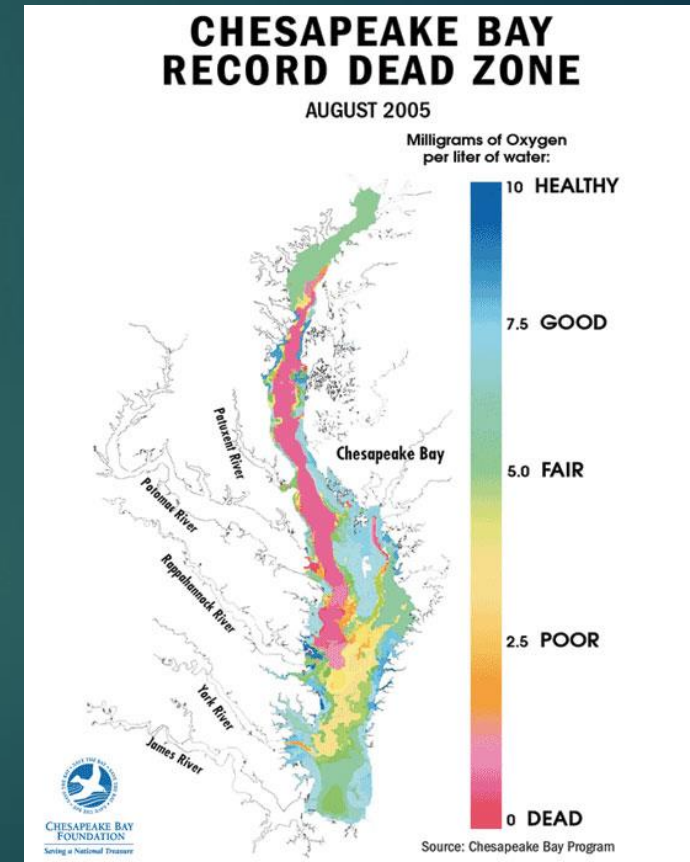 CHESAPEAKE BAY
RECORD DEAD ZONE
AUGUST 2005
Milligrams of Oxygen
per liter of water:
10 HEALTHY
7.5 GOOD
5.0 FAIR
2.5 POOR
0 DEAD
Chesapeake Bay
Patuxent River
Potomac River
Rappahannock River
York River
James River
CHESAPEAKE BAY
FOUNDATION
Saving a National Treasure
Source: Chesapeake Bay Program